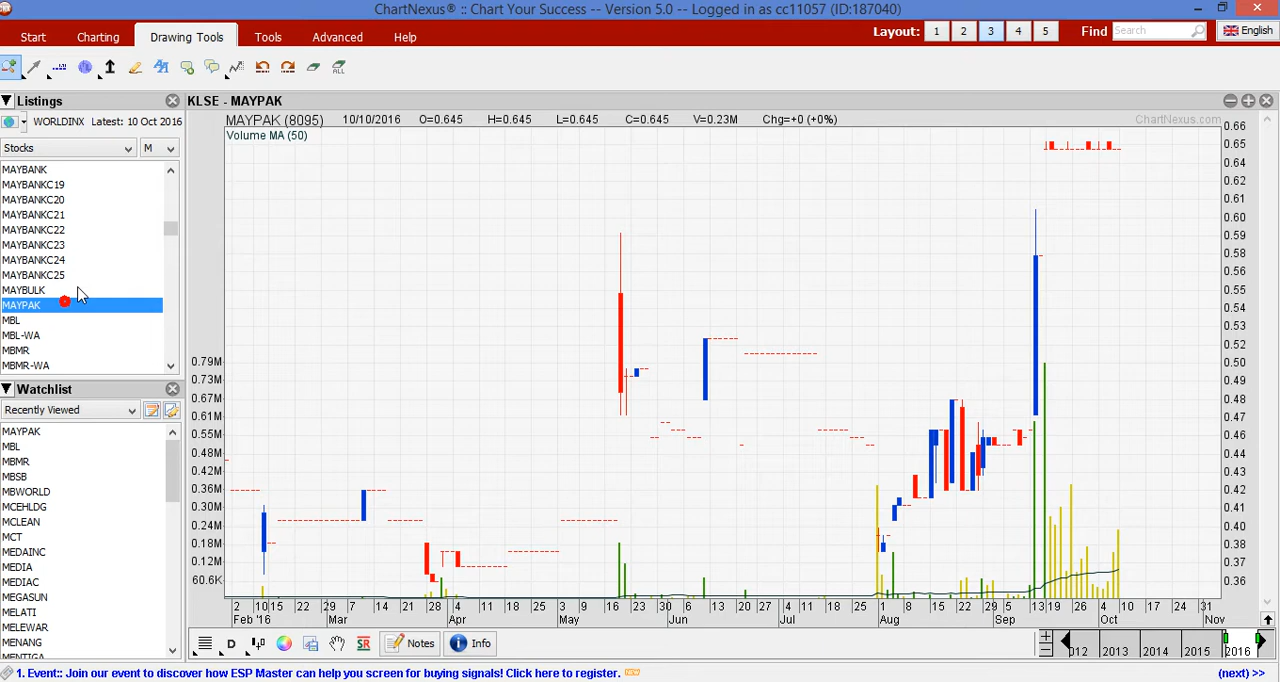 ChartNexus® :: Chart Your Success -- Version 5.0 -- Logged in as cc11057 (ID:187040)
Start Charting Drawing Tools Tools Advanced Help Layout: 1 2 3 4 5 Find Search English
ALL
Listings
WORLDINX Latest: 10 Oct 2016
Stocks M
MAYBANK
MAYBANKC19
MAYBANKC20
MAYBANKC21
MAYBANKC22
MAYBANKC23
MAYBANKC24
MAYBANKC25
MAYBULK
MAYPAK
MBL
MBL-WA
MBMR
MBMR-WA
Watchlist
Recently Viewed
MAYPAK
MBL
MBMR
MBSB
MBWORLD
MCEHLDG
MCLEAN
MCT
MEDAINC
MEDIA
MEDIAC
MEGASUN
MELATI
MELEWAR
MENANG
MENTIGA
KLSE - MAYPAK
MAYPAK (8095) 10/10/2016 O=0.645 H=0.645 L=0.645 C=0.645 V=0.23M Chg=+0 (+0%) ChartNexus.com
Volume MA (50)
0.66
0.65
0.64
0.62
0.61
0.60
0.59
0.58
0.56
0.55
0.54
0.53
0.52
0.50
0.49
0.48
0.47
0.46
0.44
0.43
0.42
0.41
0.40
0.38
0.37
0.36
0.79M
0.73M
0.67M
0.61M
0.55M
0.48M
0.42M
0.36M
0.30M
0.24M
0.18M
0.12M
60.6K
2 10 15 22 29 7 14 21 28 4 11 18 25 3 9 16 23 30 6 13 20 27 4 11 18 25 1 8 15 22 29 5 13 19 26 4 10 17 24 31
Feb '16 Mar Apr May Jun Jul Aug Sep Oct Nov
D SR Notes Info 012 2013 2014 2015 2016
1. Event:: Join our event to discover how ESP Master can help you screen for buying signals! Click here to register. NEW (next) >>